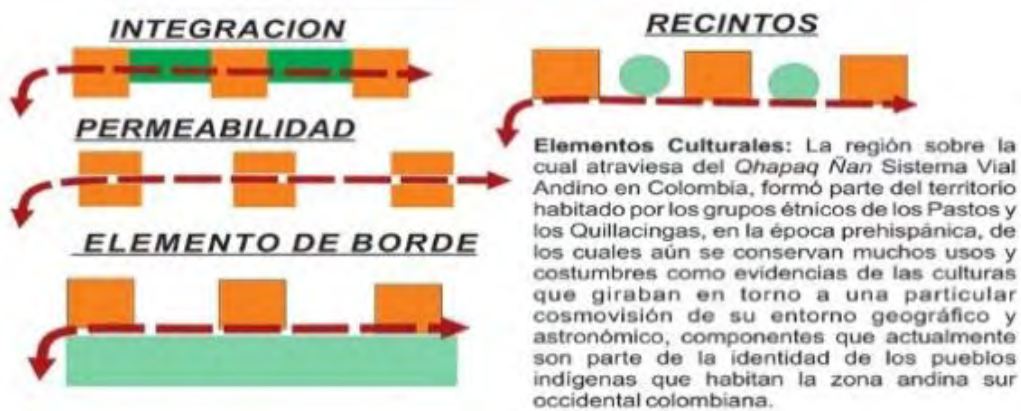 INTEGRACION
PERMEABILIDAD
ELEMENTO DE BORDE
RECINTOS
Elementos Culturales: La región sobre la
cual atraviesa del Qhapaq Ñan Sistema Vial
Andino en Colombia, formó parte del territorio
habitado por los grupos étnicos de los Pastos y
los Quillacingas, en la época prehispánica, de
los cuales aún se conservan muchos usos y
costumbres como evidencias de las culturas
que giraban en torno a una particular
cosmovisión de su entorno geográfico y
astronómico, componentes que actualmente
son parte de la identidad de los pueblos
indígenas que habitan la zona andina sur
occidental colombiana.